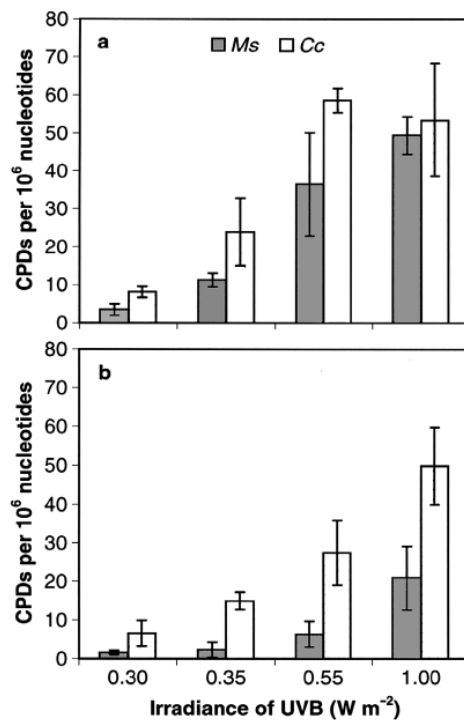 a
Ms Cc
CPDs per 10⁶ nucleotides
80
70
60
50
40
30
20
10
0
b
CPDs per 10⁶ nucleotides
80
70
60
50
40
30
20
10
0
0.30 0.35 0.55 1.00
Irradiance of UVB (W m⁻²)